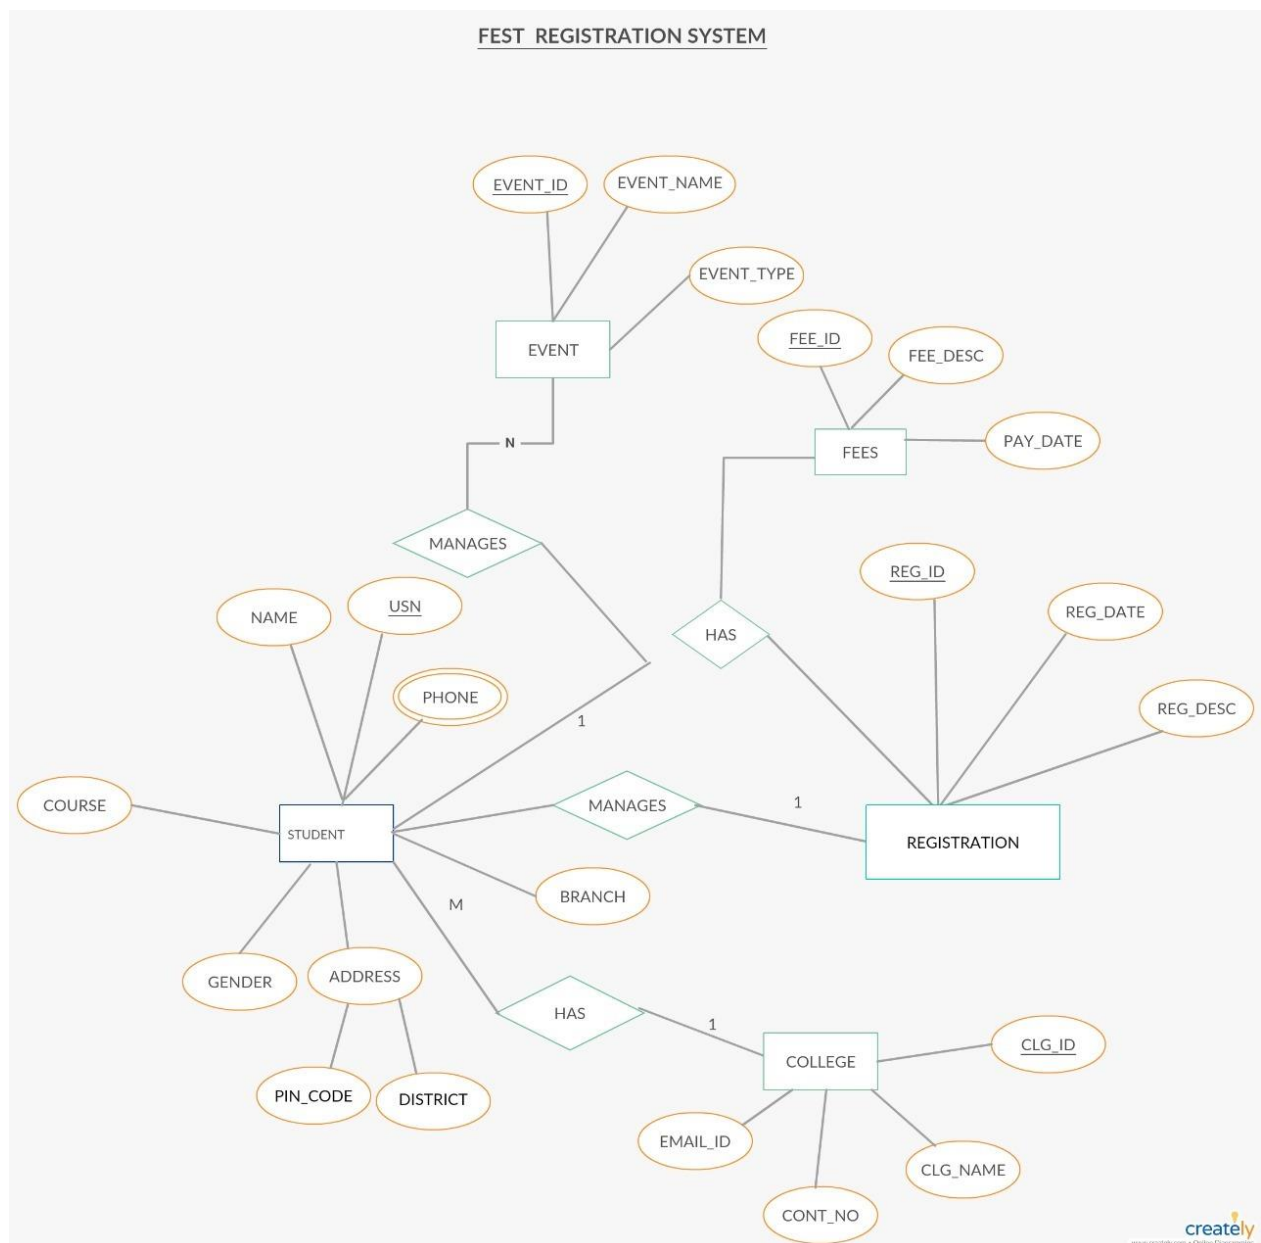 FEST REGISTRATION SYSTEM
EVENT_ID
EVENT_NAME
EVENT_TYPE
EVENT
FEE_ID
FEE_DESC
PAY_DATE
FEES
N
MANAGES
HAS
REG_ID
REG_DATE
REG_DESC
NAME
USN
PHONE
1
COURSE
STUDENT
MANAGES
1
REGISTRATION
BRANCH
M
GENDER
ADDRESS
PIN_CODE
DISTRICT
HAS
1
COLLEGE
CLG_ID
EMAIL_ID
CLG_NAME
CONT_NO
creately